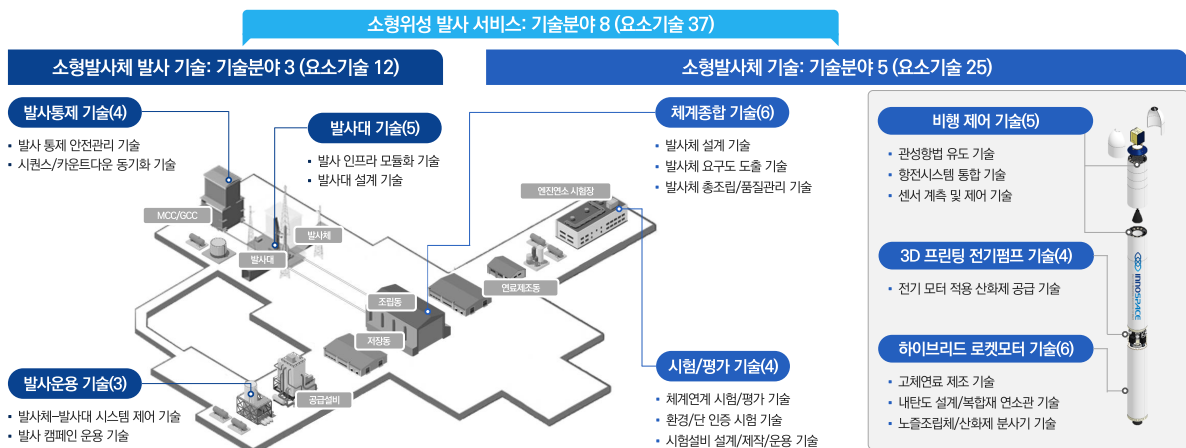 소형위성 발사 서비스: 기술분야 8 (요소기술 37)
소형발사체 발사 기술: 기술분야 3 (요소기술 12)
소형발사체 기술: 기술분야 5 (요소기술 25)
발사통제 기술(4)
• 발사 통제 안전관리 기술
• 시퀀스/카운트다운 동기화 기술
발사대 기술(5)
• 발사 인프라 모듈화 기술
• 발사대 설계 기술
체계종합 기술(6)
• 발사체 설계 기술
• 발사체 요구도 도출 기술
• 발사체 총조립/품질관리 기술
비행 제어 기술(5)
• 관성항법 유도 기술
• 항전시스템 통합 기술
• 센서 계측 및 제어 기술
3D 프린팅 전기펌프 기술(4)
• 전기 모터 적용 산화제 공급 기술
하이브리드 로켓모터 기술(6)
• 고체연료 제조 기술
• 내탄도 설계/복합재 연소관 기술
• 노즐조립체/산화제 분사기 기술
INNOSPACE
MCC/GCC
발사대
발사체
엔진연소 시험장
연료제조동
조립동
저장동
공급설비
발사운용 기술(3)
• 발사체–발사대 시스템 제어 기술
• 발사 캠페인 운용 기술
시험/평가 기술(4)
• 체계연계 시험/평가 기술
• 환경/단 인증 시험 기술
• 시험설비 설계/제작/운용 기술